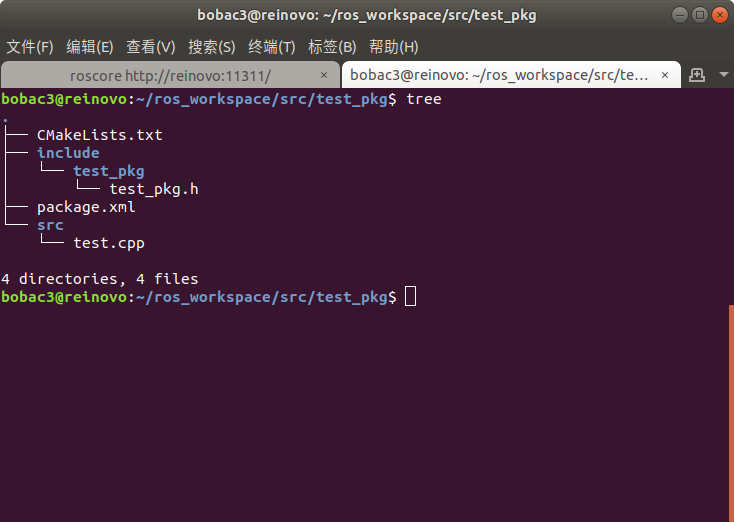 bobac3@reinovo: ~/ros_workspace/src/test_pkg
文件(F) 编辑(E) 查看(V) 搜索(S) 终端(T) 标签(B) 帮助(H)
roscore http://reinovo:11311/ × bobac3@reinovo: ~/ros_workspace/src/te... ×
bobac3@reinovo:~/ros_workspace/src/test_pkg$ tree
.
├── CMakeLists.txt
├── include
│   └── test_pkg
│       └── test_pkg.h
├── package.xml
└── src
    └── test.cpp
4 directories, 4 files
bobac3@reinovo:~/ros_workspace/src/test_pkg$